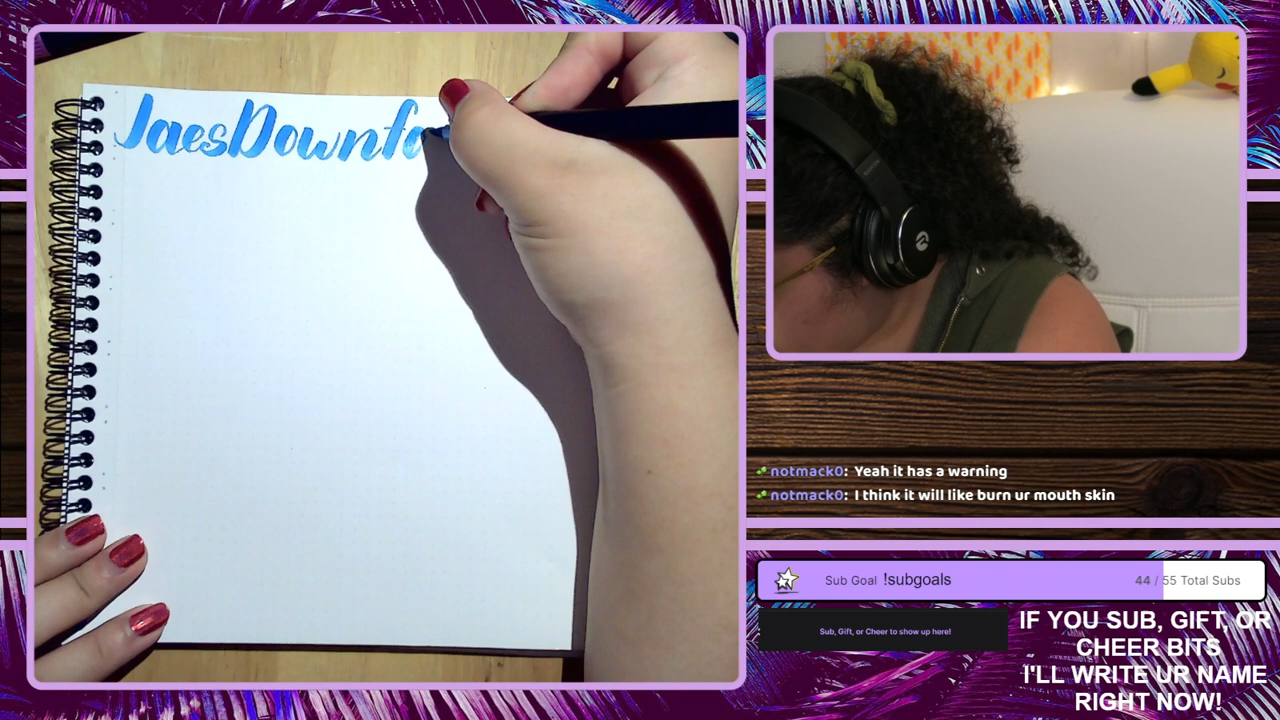 JaesDownfa
notmack0: Yeah it has a warning
notmack0: I think it will like burn ur mouth skin
Sub Goal !subgoals 44 / 55 Total Subs
Sub, Gift, or Cheer to show up here!
IF YOU SUB, GIFT, OR
CHEER BITS
I'LL WRITE UR NAME
RIGHT NOW!